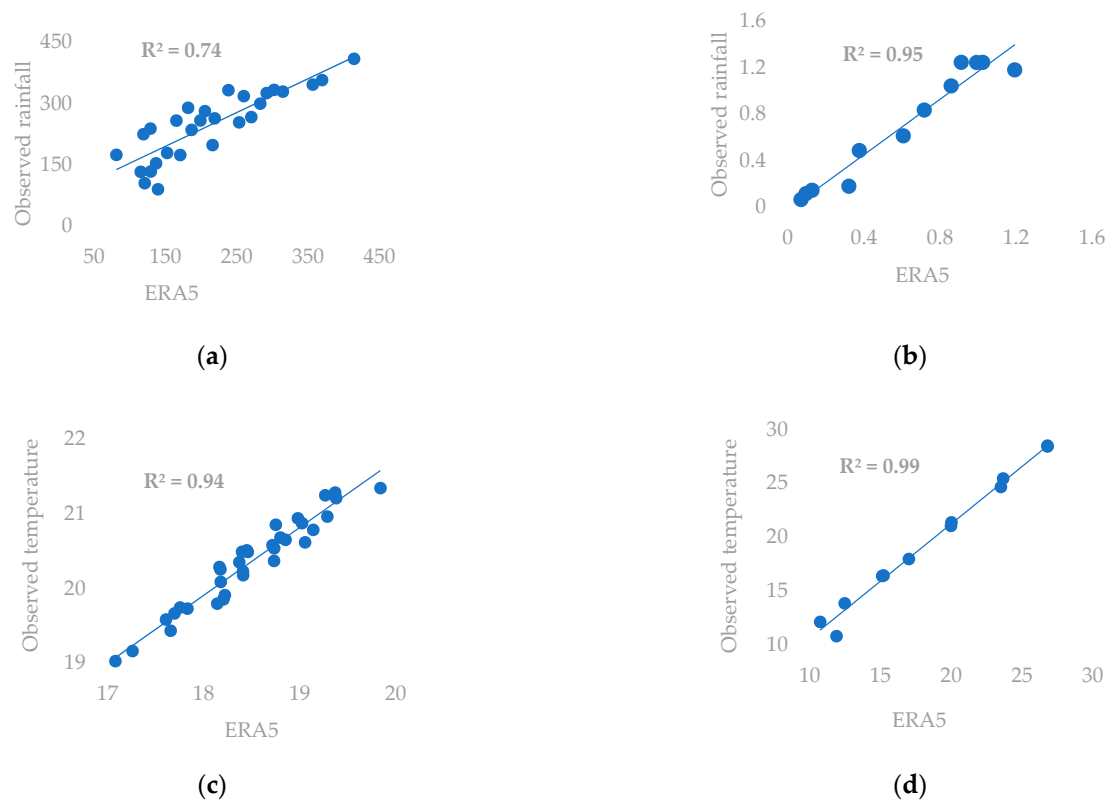 R² = 0.74
Observed rainfall
450
300
150
0
50
150
250
350
450
ERA5
(a)
R² = 0.95
Observed rainfall
1.6
1.2
0.8
0.4
0
0
0.4
0.8
1.2
1.6
ERA5
(b)
R² = 0.94
Observed temperature
22
21
20
19
17
18
19
20
ERA5
(c)
R² = 0.99
Observed temperature
30
25
20
15
10
10
15
20
25
30
ERA5
(d)